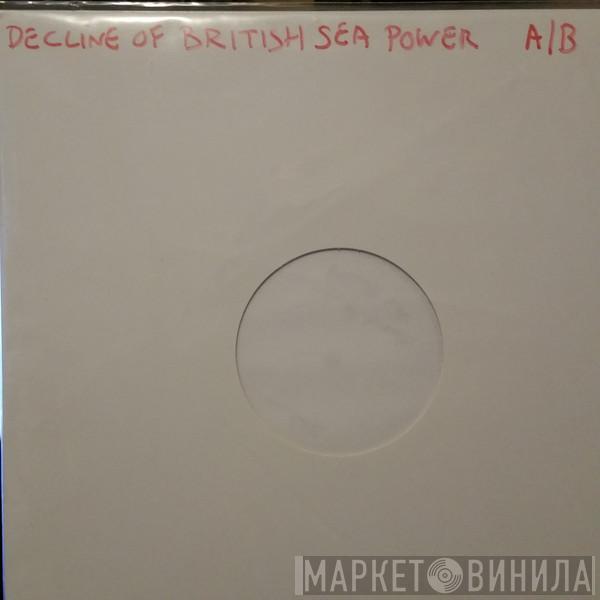 DECLINE OF BRITISH SEA POWER A/B
МАРКЕТ ВИНИЛА